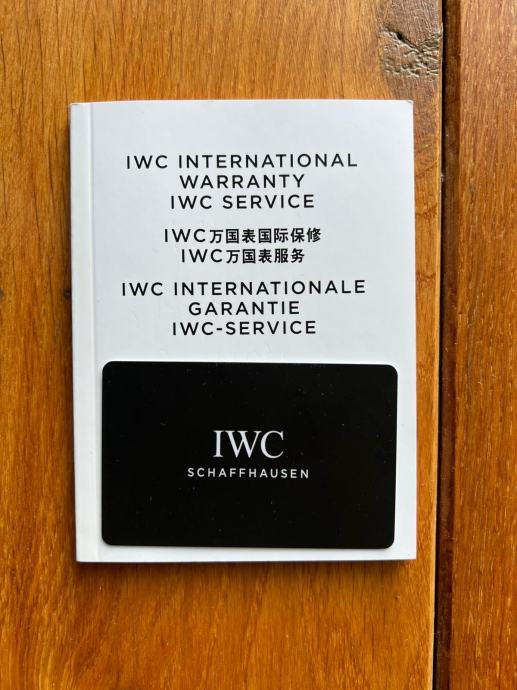 IWC INTERNATIONAL
WARRANTY
IWC SERVICE
IWC万国表国际保修
IWC万国表服务
IWC INTERNATIONALE
GARANTIE
IWC-SERVICE
IWC
SCHAFFHAUSEN